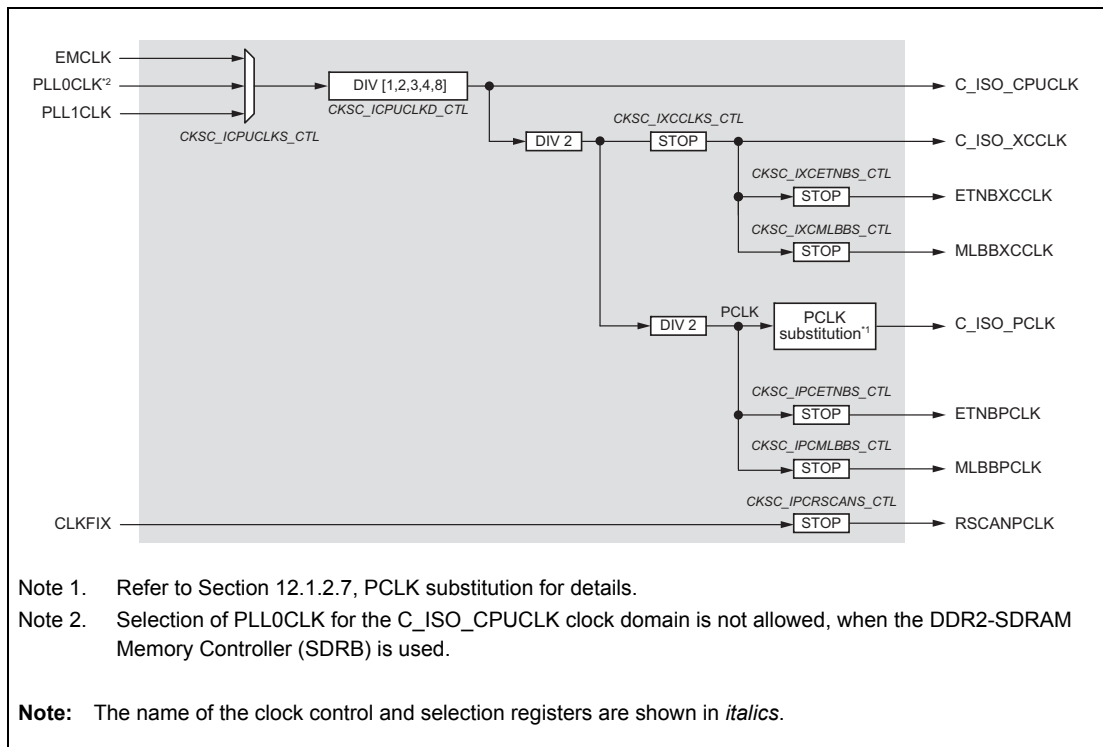 EMCLK
PLL0CLK*2
PLL1CLK
CKSC_ICPUCLKS_CTL
DIV [1,2,3,4,8]
CKSC_ICPUCLKD_CTL
C_ISO_CPUCLK
DIV 2
CKSC_IXCCLKS_CTL
STOP
C_ISO_XCCLK
CKSC_IXCETNBS_CTL
STOP
ETNBXCCLK
CKSC_IXCMLBBS_CTL
STOP
MLBBXCCLK
DIV 2
PCLK
PCLK
substitution*1
C_ISO_PCLK
CKSC_IPCETNBS_CTL
STOP
ETNBPCLK
CKSC_IPCMLBBS_CTL
STOP
MLBBPCLK
CLKFIX
CKSC_IPCRSCANS_CTL
STOP
RSCANPCLK
Note 1. Refer to Section 12.1.2.7, PCLK substitution for details.
Note 2. Selection of PLL0CLK for the C_ISO_CPUCLK clock domain is not allowed, when the DDR2-SDRAM
Memory Controller (SDRB) is used.
Note: The name of the clock control and selection registers are shown in italics.